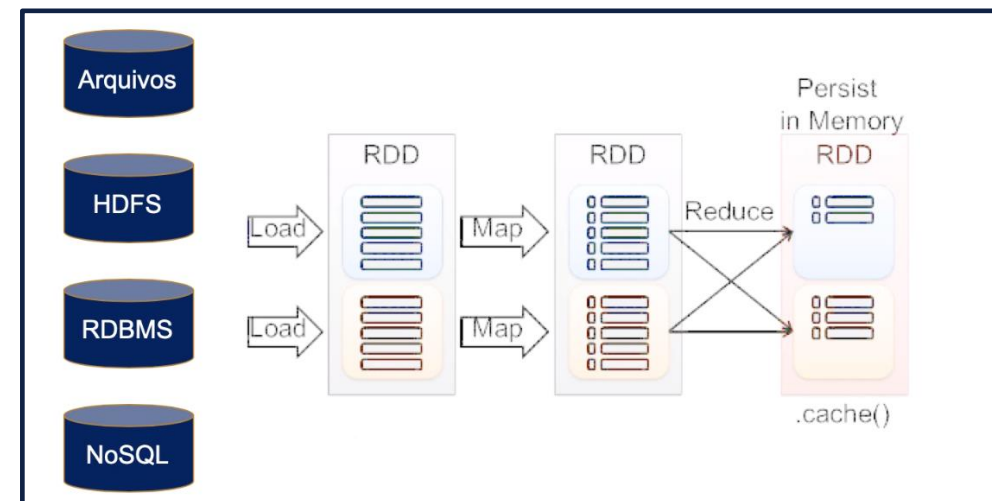 Arquivos
HDFS
RDBMS
NoSQL
Load
Load
RDD
Map
Map
RDD
Reduce
Persist
in Memory
RDD
.cache()